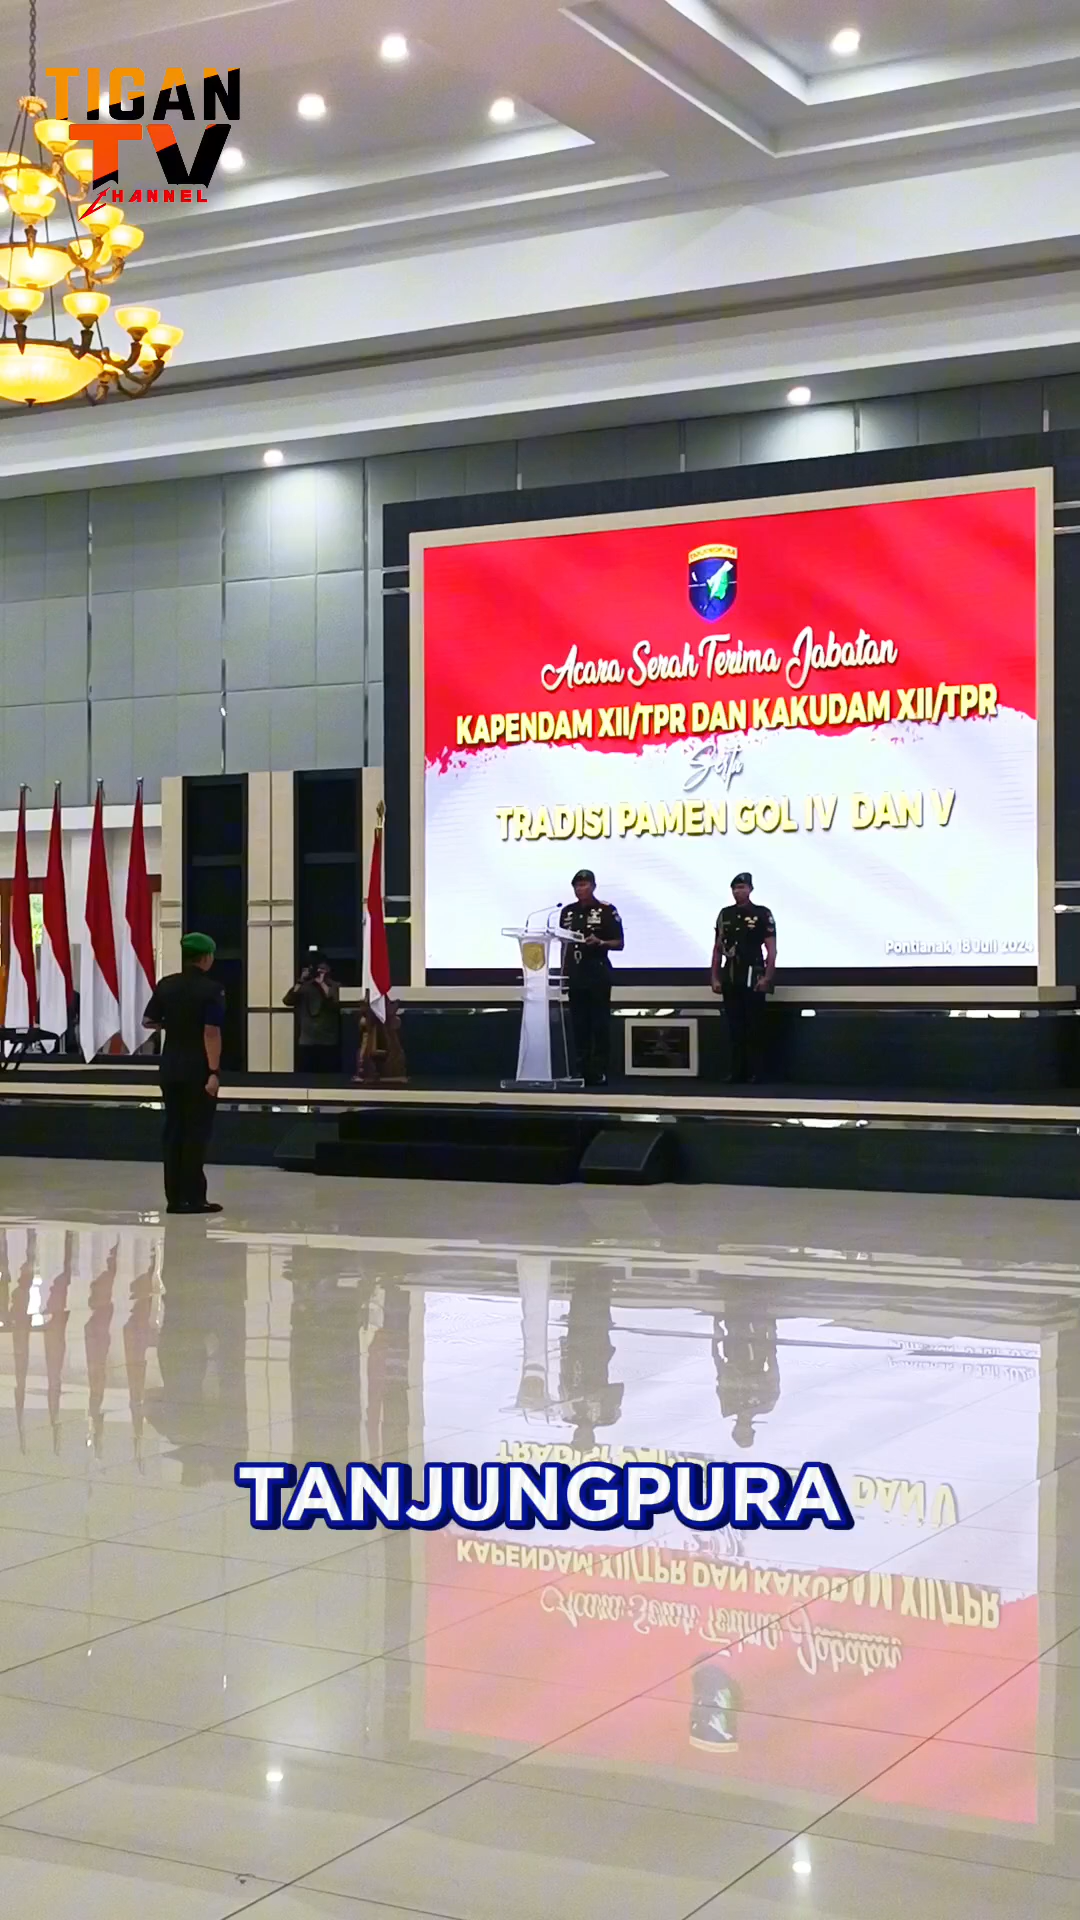 TIGAN
TV
CHANNEL
TANJUNGPURA
Acara Serah Terima Jabatan
KAPENDAM XII/TPR DAN KAKUDAM XII/TPR
Serta
TRADISI PAMEN GOL IV DAN V
Pontianak, 18 Juli 2024
TANJUNGPURA